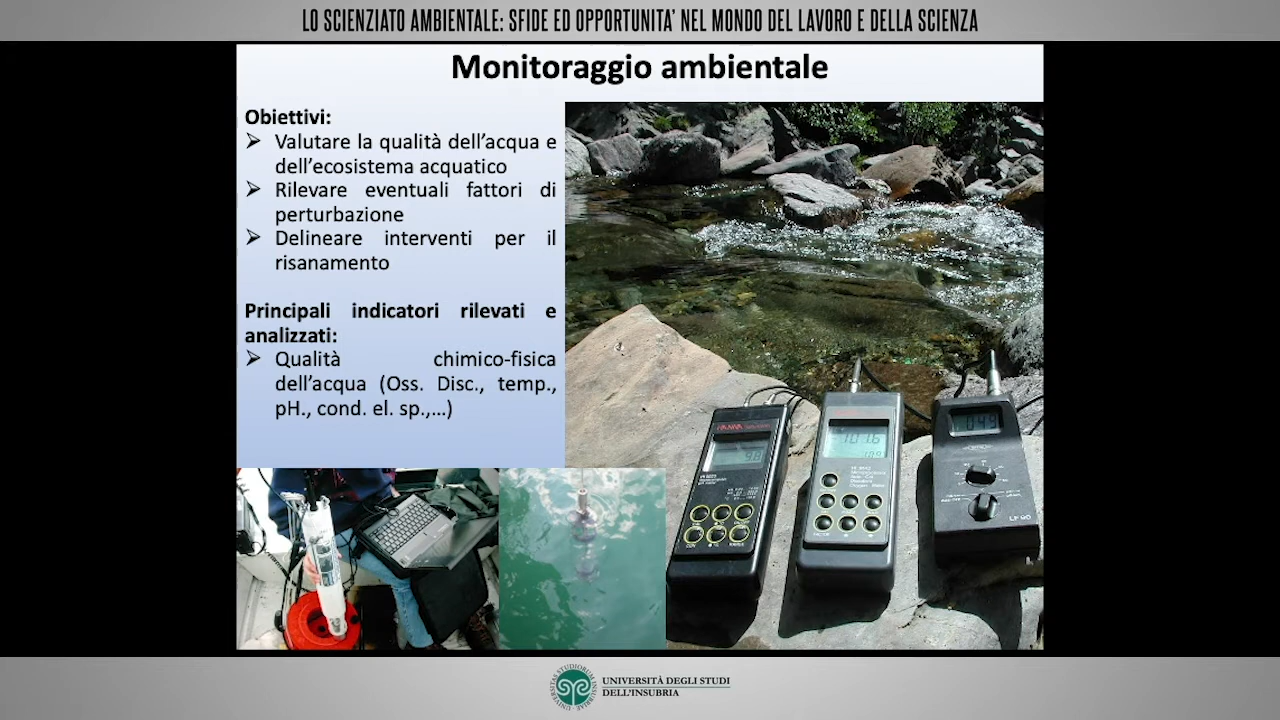 LO SCIENZIATO AMBIENTALE: SFIDE ED OPPORTUNITA' NEL MONDO DEL LAVORO E DELLA SCIENZA
Monitoraggio ambientale
Obiettivi:
➢ Valutare la qualità dell'acqua e
dell'ecosistema acquatico
➢ Rilevare eventuali fattori di
perturbazione
➢ Delineare interventi per il
risanamento
Principali indicatori rilevati e
analizzati:
➢ Qualità chimico-fisica
dell'acqua (Oss. Disc., temp.,
pH., cond. el. sp.,…)
HANNA
UNIVERSITÀ DEGLI STUDI
DELL'INSUBRIA